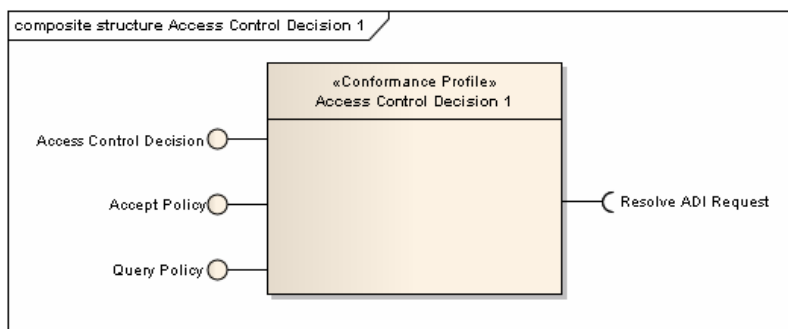 composite structure Access Control Decision 1
«Conformance Profile»
Access Control Decision 1
Access Control Decision
Accept Policy
Resolve ADI Request
Query Policy